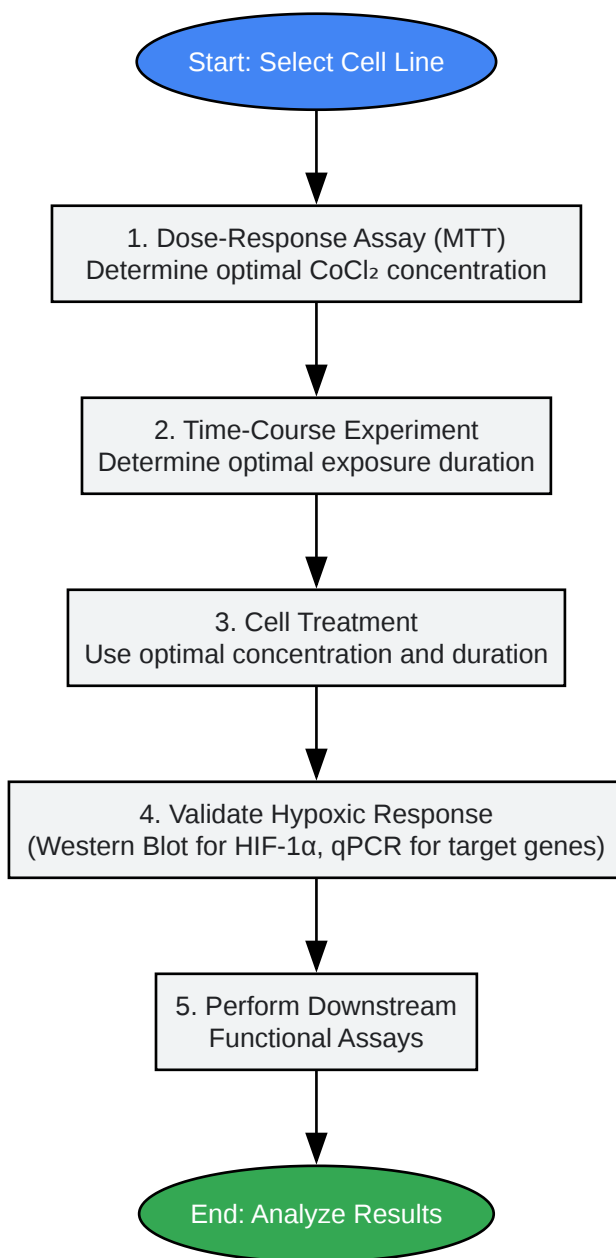 Start: Select Cell Line
1. Dose-Response Assay (MTT)
Determine optimal CoCl₂ concentration
2. Time-Course Experiment
Determine optimal exposure duration
3. Cell Treatment
Use optimal concentration and duration
4. Validate Hypoxic Response
(Western Blot for HIF-1α, qPCR for target genes)
5. Perform Downstream
Functional Assays
End: Analyze Results